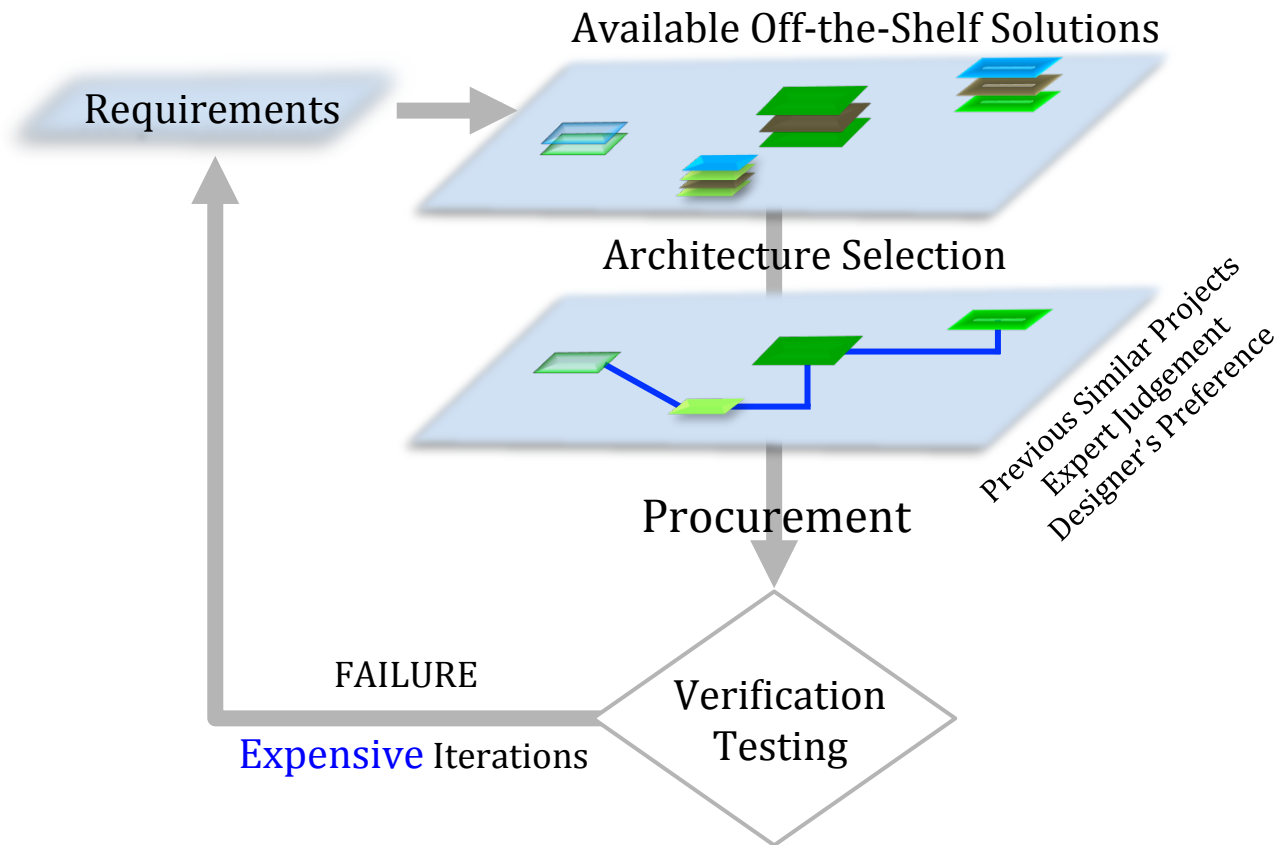 Available Off-the-Shelf Solutions
Requirements
Architecture Selection
Previous Similar Projects
Expert Judgement
Designer’s Preference
Procurement
FAILURE
Expensive Iterations
Verification
Testing